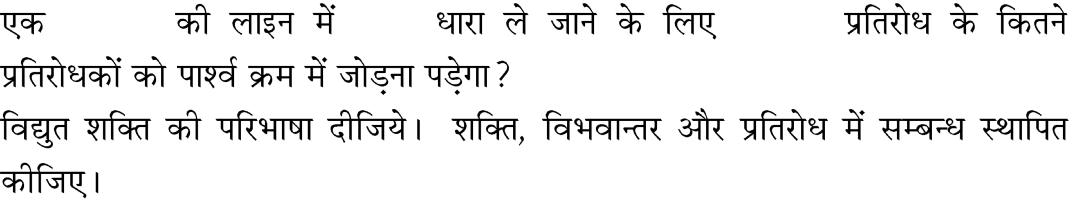 एक की लाइन में धारा ले जाने के लिए प्रतिरोध के कितने
प्रतिरोधकों को पार्श्व क्रम में जोड़ना पड़ेगा?
विद्युत शक्ति की परिभाषा दीजिये। शक्ति, विभवान्तर और प्रतिरोध में सम्बन्ध स्थापित
कीजिए।